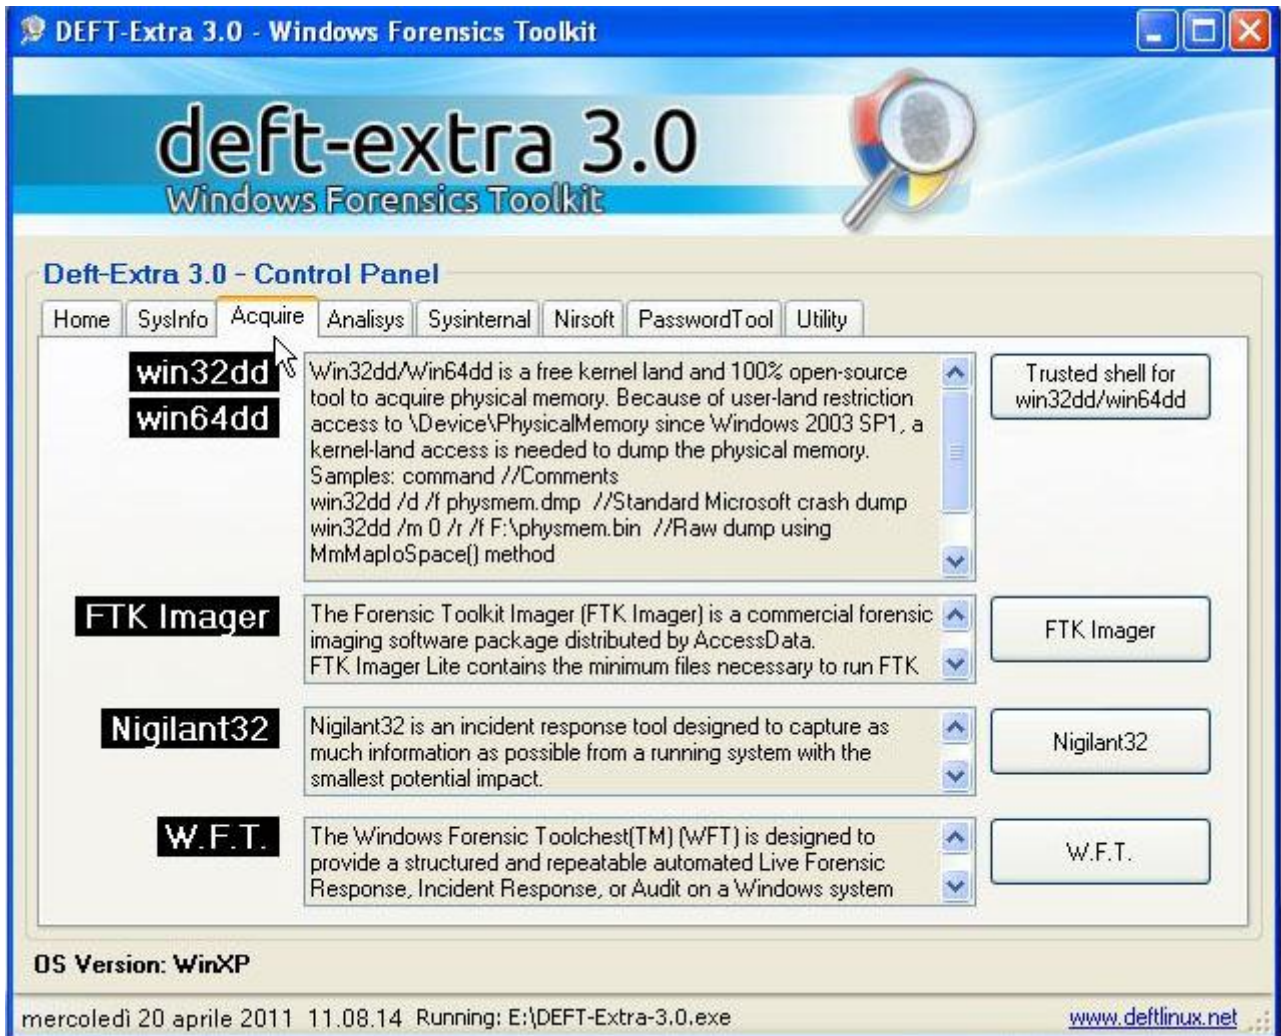 DEFT-Extra 3.0 - Windows Forensics Toolkit
deft-extra 3.0
Windows Forensics Toolkit
Deft-Extra 3.0 - Control Panel
Home SysInfo Acquire Analisys Sysinternal Nirsoft PasswordTool Utility
win32dd
win64dd
Win32dd/Win64dd is a free kernel land and 100% open-source
tool to acquire physical memory. Because of user-land restriction
access to \Device\PhysicalMemory since Windows 2003 SP1, a
kernel-land access is needed to dump the physical memory.
Samples: command //Comments
win32dd /d /f physmem.dmp //Standard Microsoft crash dump
win32dd /m 0 /r /f F:\physmem.bin //Raw dump using
MmMapIoSpace() method
Trusted shell for
win32dd/win64dd
FTK Imager
The Forensic Toolkit Imager (FTK Imager) is a commercial forensic
imaging software package distributed by AccessData.
FTK Imager Lite contains the minimum files necessary to run FTK
FTK Imager
Nigilant32
Nigilant32 is an incident response tool designed to capture as
much information as possible from a running system with the
smallest potential impact.
Nigilant32
W.F.T.
The Windows Forensic Toolchest(TM) (WFT) is designed to
provide a structured and repeatable automated Live Forensic
Response, Incident Response, or Audit on a Windows system
W.F.T.
OS Version: WinXP
mercoledì 20 aprile 2011 11.08.14 Running: E:\DEFT-Extra-3.0.exe
www.deftlinux.net